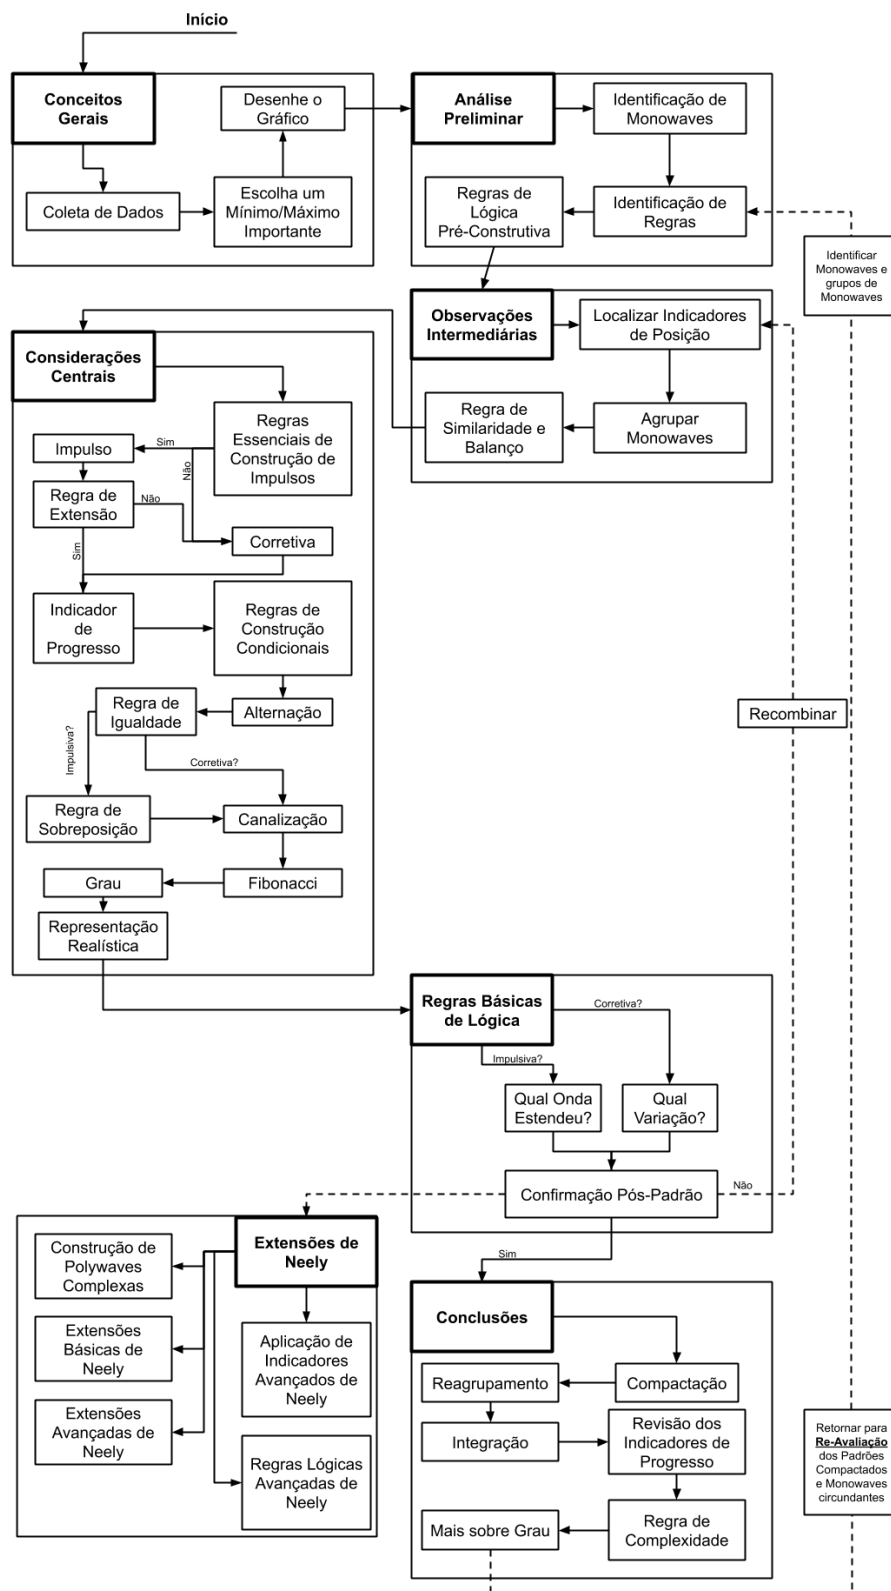 Início
Conceitos
Gerais
Desenhe o
Gráfico
Coleta de Dados
Escolha um
Mínimo/Máximo
Importante
Análise
Preliminar
Identificação de
Monowaves
Regras de
Lógica
Pré-Construtiva
Identificação de
Regras
Identificar
Monowaves e
grupos de
Monowaves
Observações
Intermediárias
Localizar Indicadores
de Posição
Regra de
Similaridade e
Balanço
Agrupar
Monowaves
Considerações
Centrais
Regras
Essenciais de
Construção de
Impulsos
Sim
Não
Impulso
Regra de
Extensão
Não
Sim
Corretiva
Indicador
de
Progresso
Regras de
Construção
Condicionais
Regra de
Igualdade
Alternação
Impulsiva?
Corretiva?
Regra de
Sobreposição
Canalização
Grau
Fibonacci
Representação
Realística
Recombinar
Regras Básicas
de Lógica
Corretiva?
Impulsiva?
Qual Onda
Estendeu?
Qual
Variação?
Confirmação Pós-Padrão
Não
Sim
Extensões de
Neely
Construção de
Polywaves
Complexas
Extensões
Básicas de
Neely
Extensões
Avançadas de
Neely
Aplicação de
Indicadores
Avançados de
Neely
Regras Lógicas
Avançadas de
Neely
Conclusões
Reagrupamento
Compactação
Integração
Revisão dos
Indicadores de
Progresso
Mais sobre Grau
Regra de
Complexidade
Retornar para
Re-Avaliação
dos Padrões
Compactados
e Monowaves
circundantes